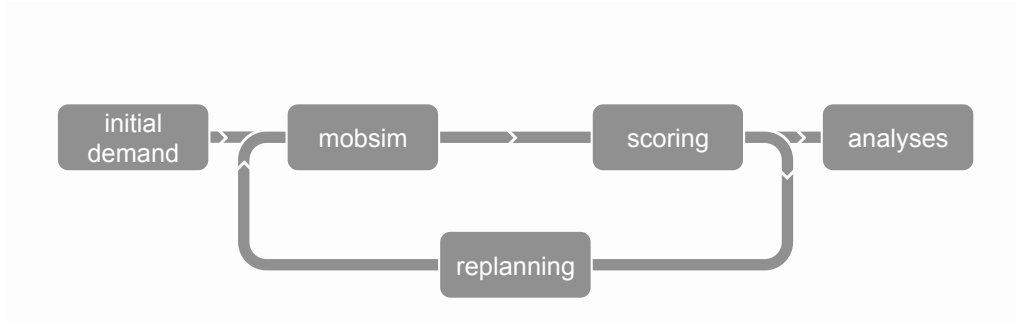 initial
demand
mobsim
scoring
analyses
replanning